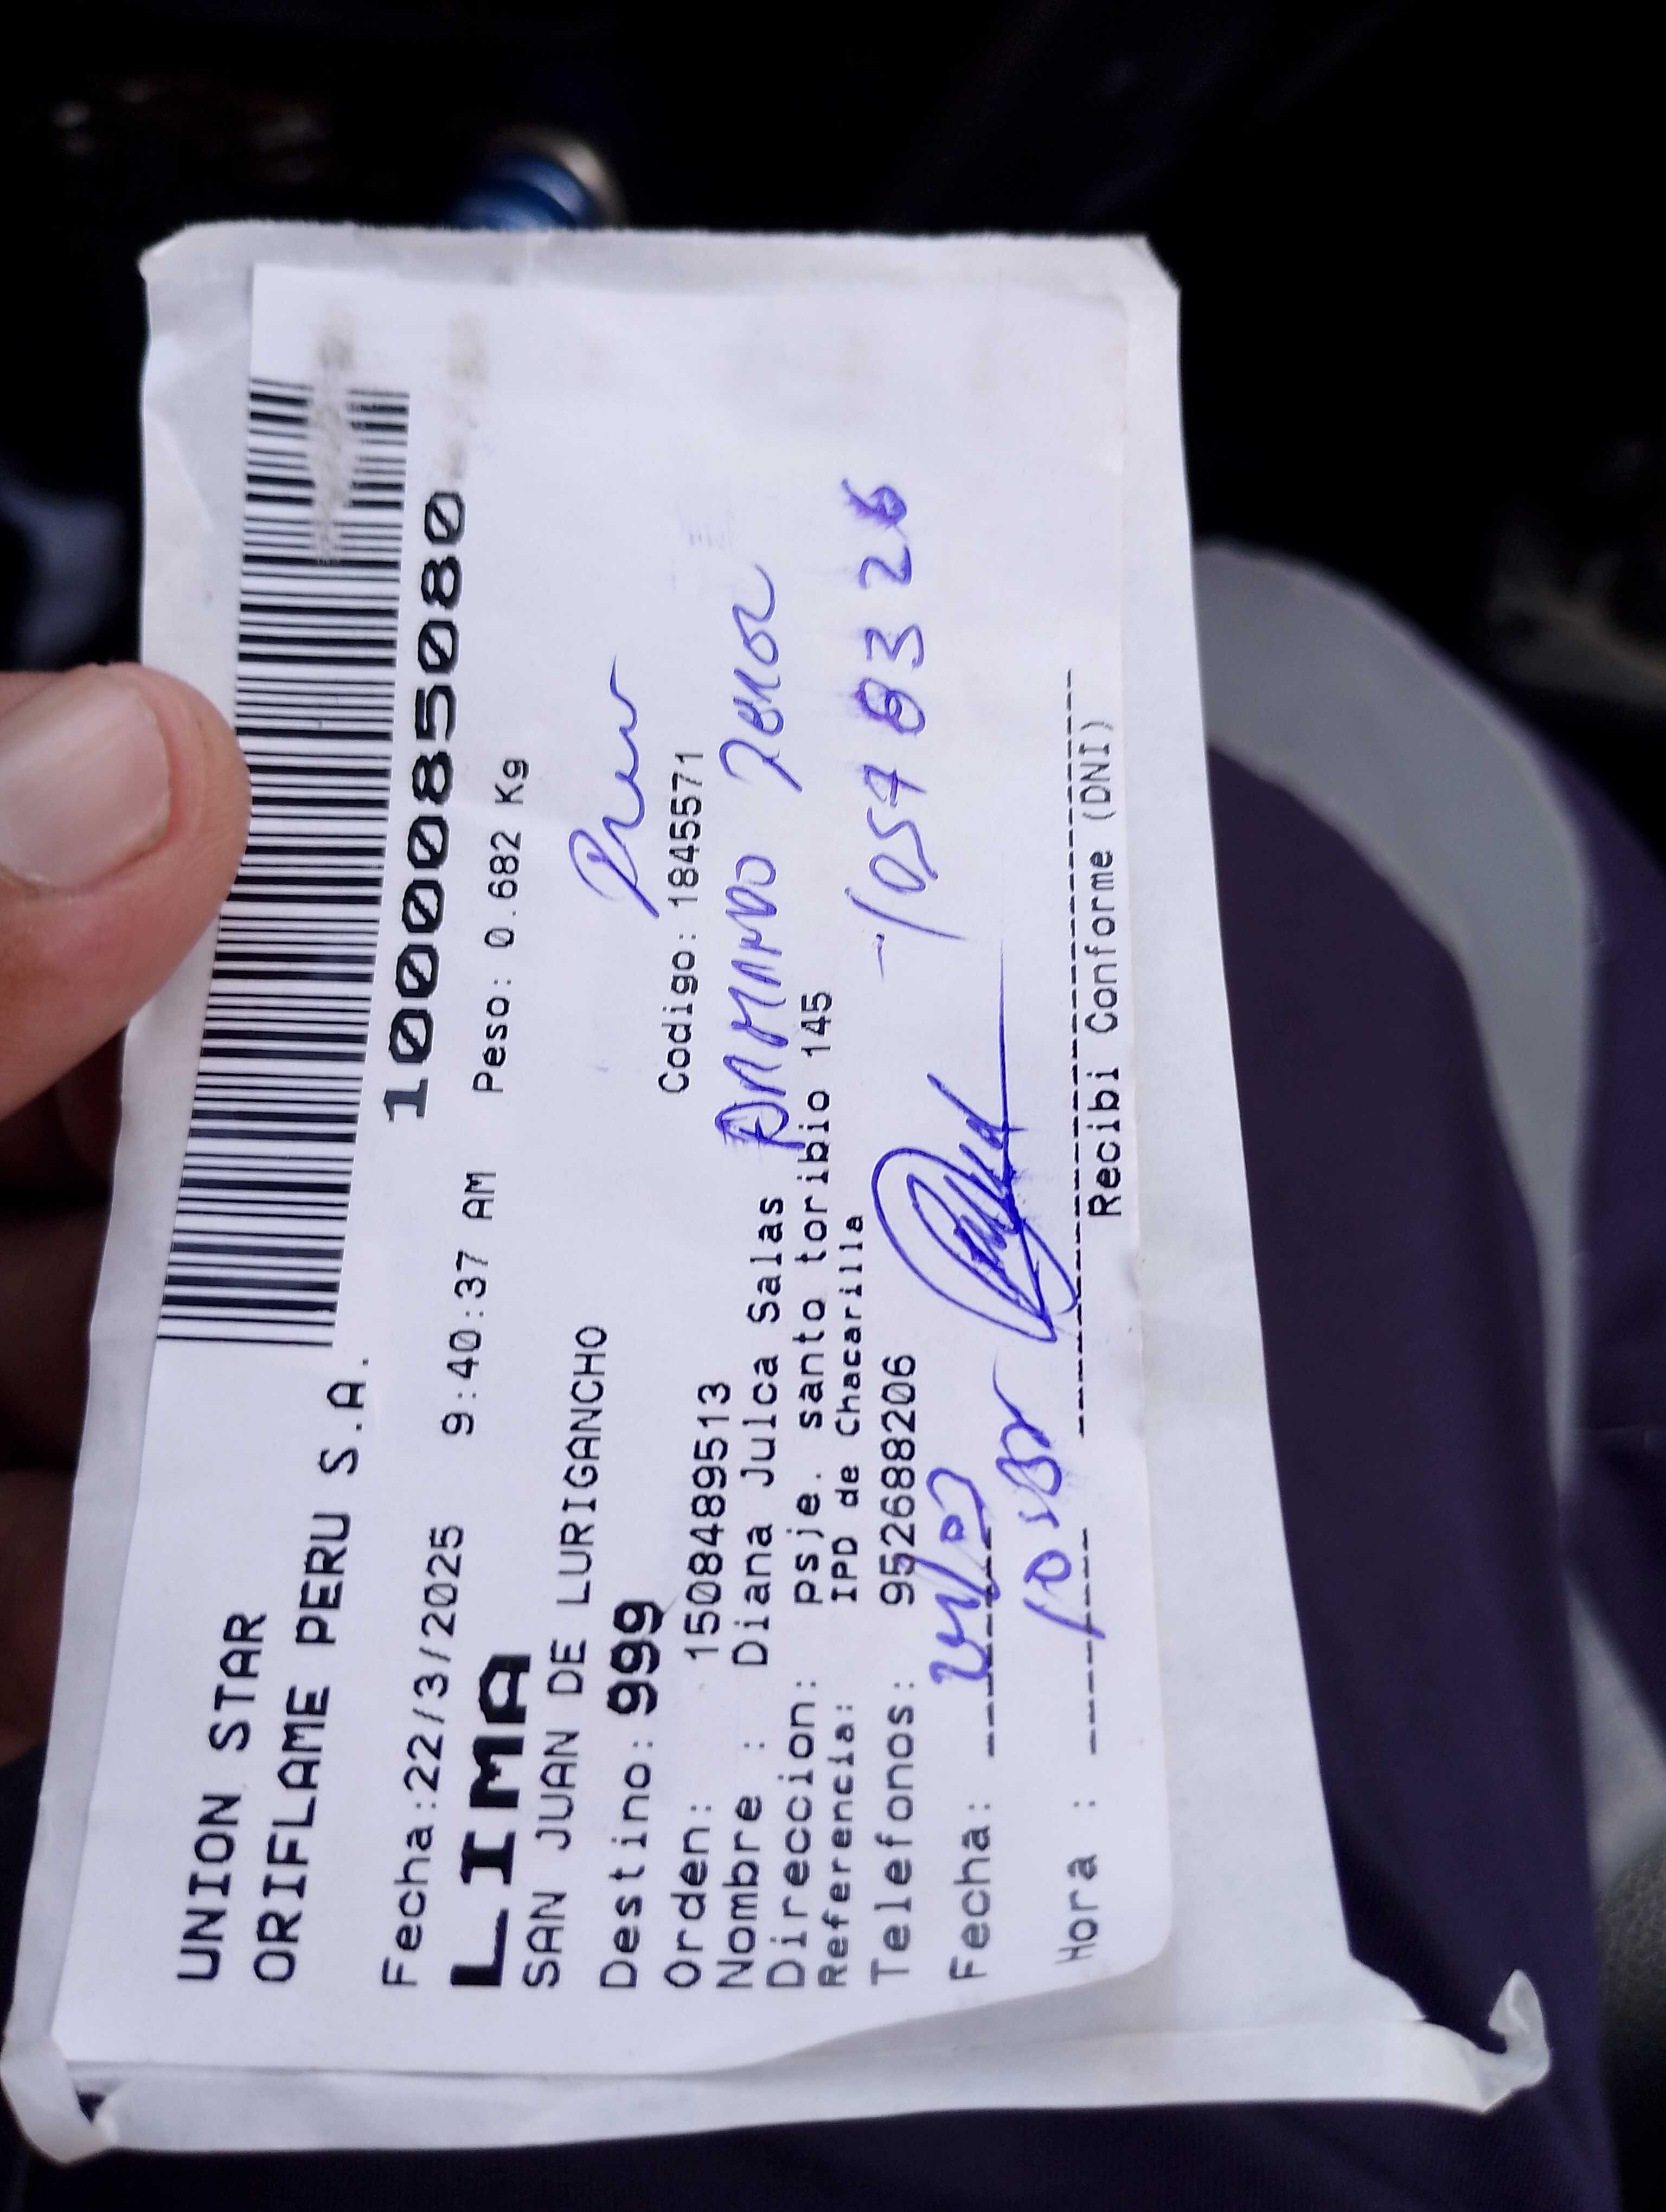 UNION STAR
ORIFLAME PERU S.A.
1000085080
Fecha:22/3/2025 9:40:37 AM Peso: 0.682 Kg
LIMA
SAN JUAN DE LURIGANCHO
Destino: 999
Orden: 1508489513 Codigo: 1845571
Nombre : Diana Julca Salas
Direccion: psje. santo toribio 145
Referencia: IPD de Chacarilla
Telefonos: 952688206
Fecha:
Hora :
Recibi Conforme (DNI)